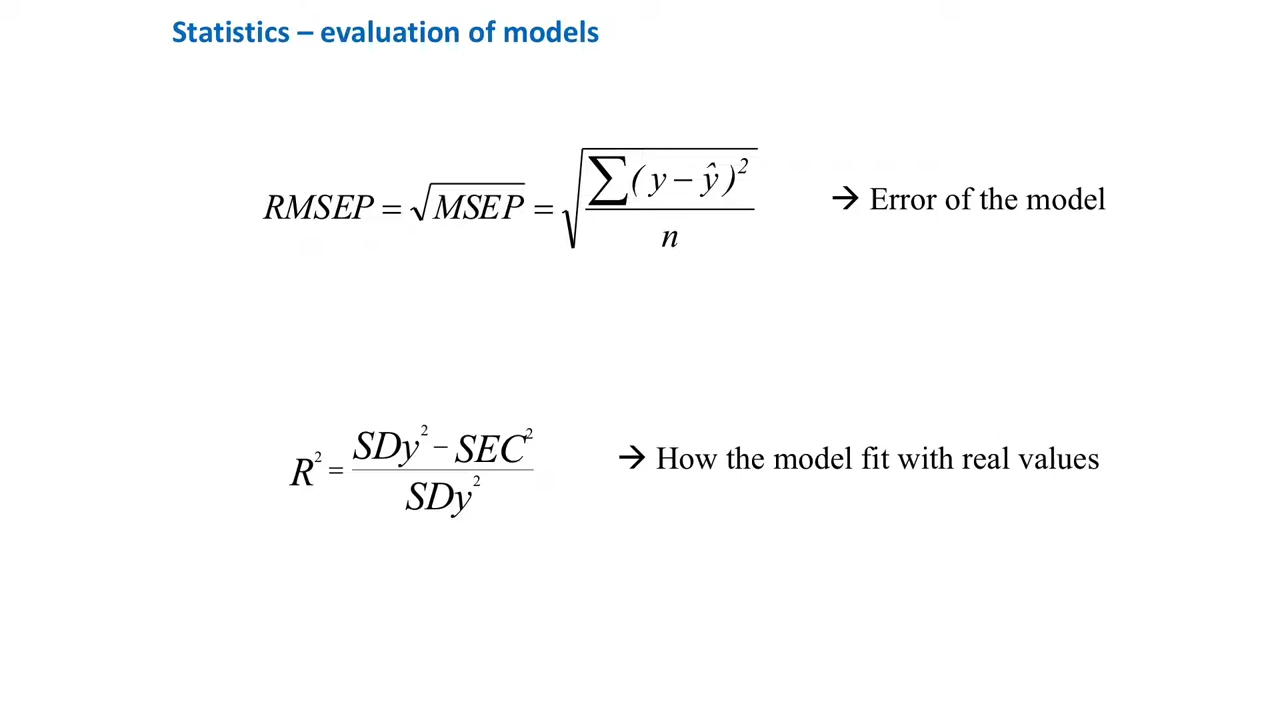 Statistics – evaluation of models
RMSEP = √MSEP = √(∑(y − ŷ)² / n) → Error of the model
R² = (SDy² − SEC²) / SDy² → How the model fit with real values